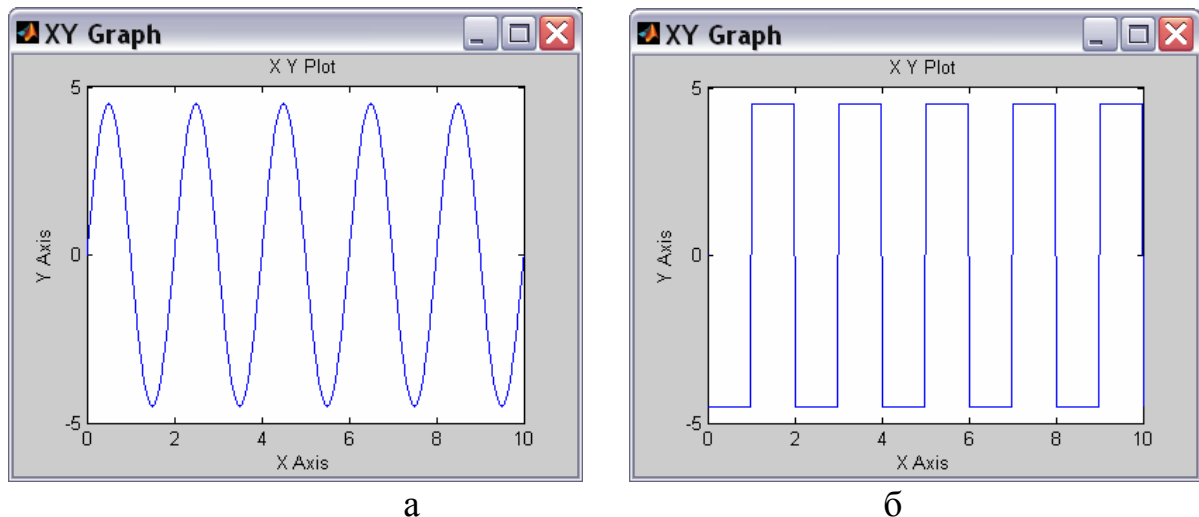 XY Graph
X Y Plot
5
0
-5
Y Axis
0 2 4 6 8 10
X Axis
а
XY Graph
X Y Plot
5
0
-5
Y Axis
0 2 4 6 8 10
X Axis
б